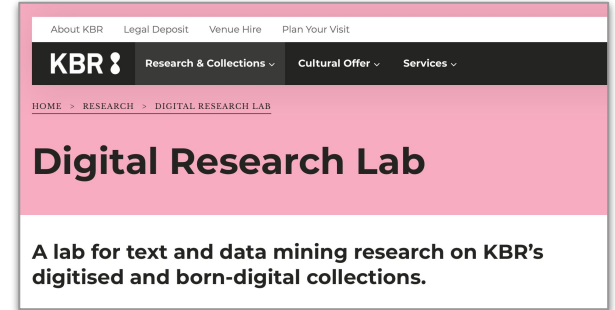 About KBR Legal Deposit Venue Hire Plan Your Visit
KBR Research & Collections Cultural Offer Services
HOME > RESEARCH > DIGITAL RESEARCH LAB
Digital Research Lab
A lab for text and data mining research on KBR’s
digitised and born-digital collections.